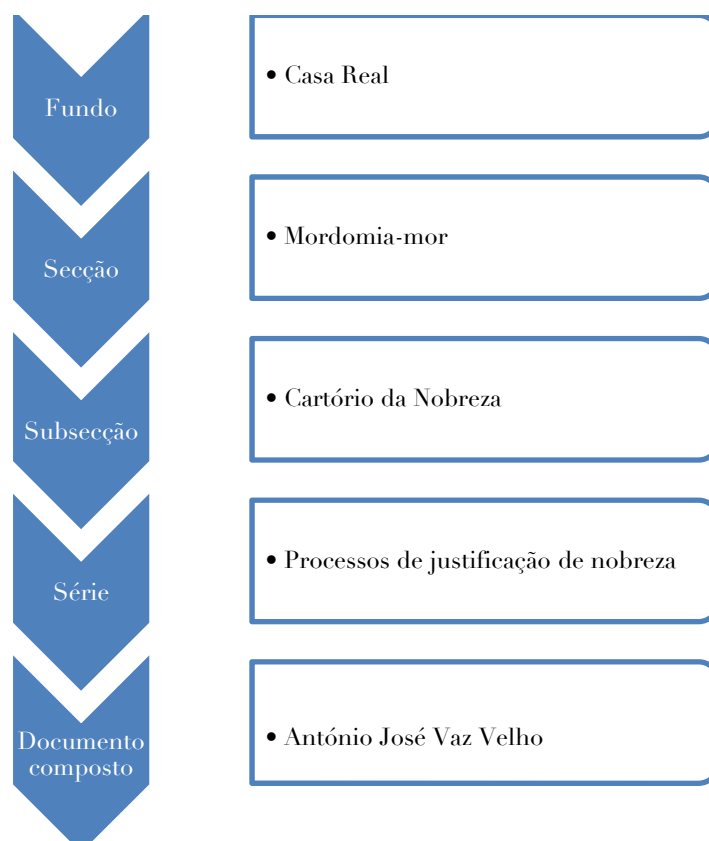 Fundo
• Casa Real
Secção
• Mordomia-mor
Subsecção
• Cartório da Nobreza
Série
• Processos de justificação de nobreza
Documento
composto
• António José Vaz Velho